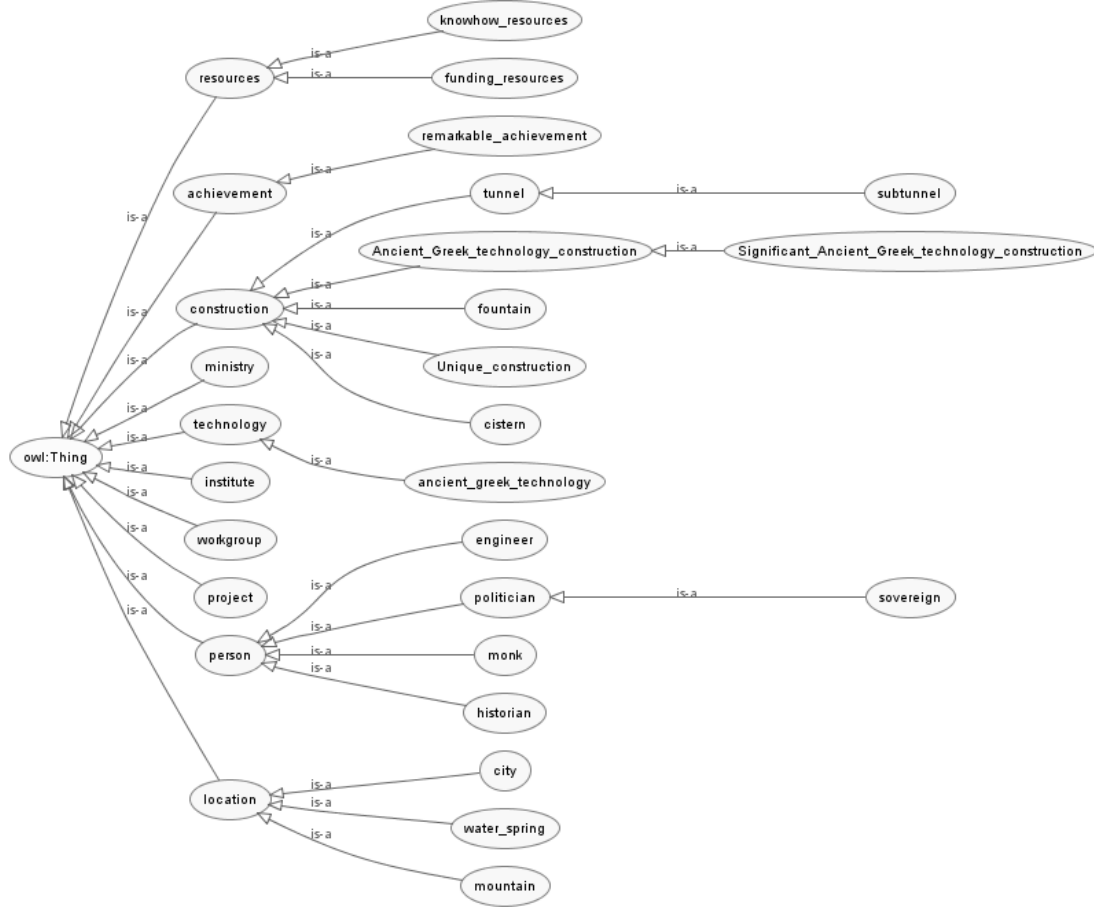 knowhow_resources
is-a
resources
is-a
funding_resources
remarkable_achievement
is-a
achievement
tunnel
is-a
subtunnel
is-a
is-a
Ancient_Greek_technology_construction
is-a
Significant_Ancient_Greek_technology_construction
is-a
construction
is-a
fountain
is-a
is-a
Unique_construction
is-a
is-a
ministry
is-a
cistern
technology
is-a
owl:Thing
is-a
is-a
institute
ancient_greek_technology
is-a
workgroup
is-a
engineer
is-a
is-a
project
politician
is-a
sovereign
is-a
is-a
person
is-a
monk
is-a
historian
city
is-a
location
is-a
water_spring
is-a
mountain